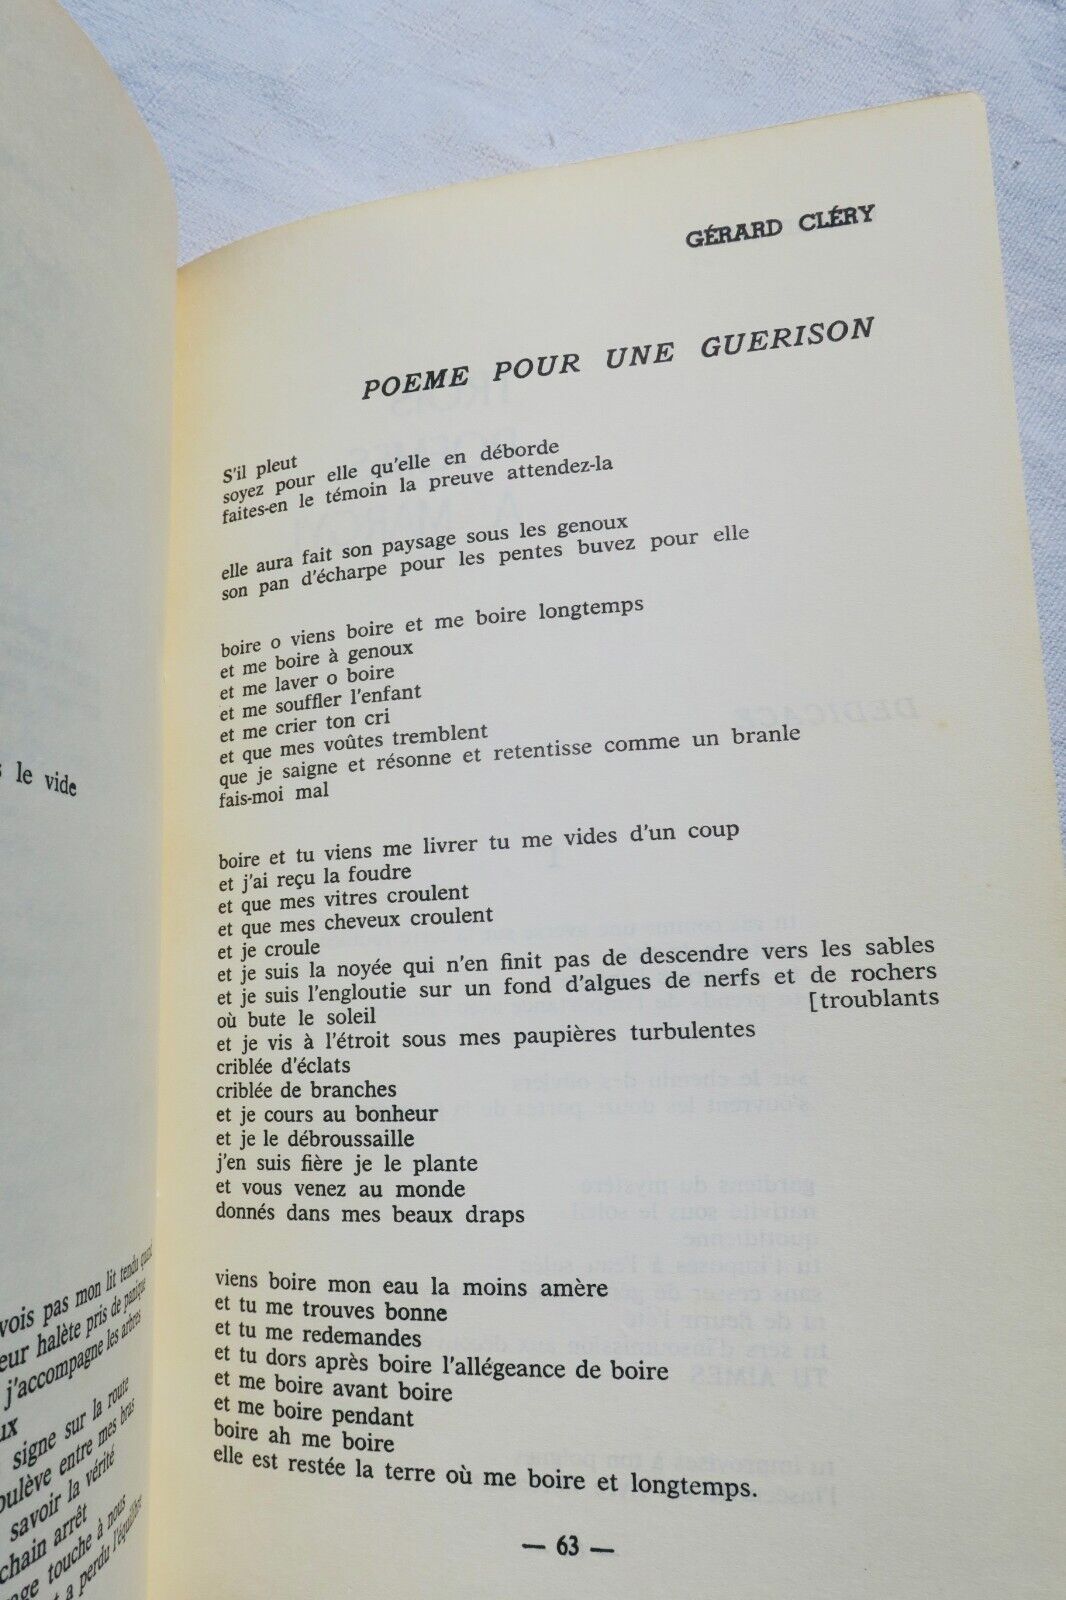 s le vide
vois pas mon lit tendu quand
eur halète pris de panique
j'accompagne les arbres
ux
signe sur la route
oulève entre mes bras
savoir la vérité
chain arrêt
age touche à nous
t a perdu l'équilibre
GÉRARD CLÉRY
POEME POUR UNE GUERISON
S'il pleut
soyez pour elle qu'elle en déborde
faites-en le témoin la preuve attendez-la
elle aura fait son paysage sous les genoux
son pan d'écharpe pour les pentes buvez pour elle
boire o viens boire et me boire longtemps
et me boire à genoux
et me laver o boire
et me souffler l'enfant
et me crier ton cri
et que mes voûtes tremblent
que je saigne et résonne et retentisse comme un branle
fais-moi mal
boire et tu viens me livrer tu me vides d'un coup
et j'ai reçu la foudre
et que mes vitres croulent
et que mes cheveux croulent
et je croule
et je suis la noyée qui n'en finit pas de descendre vers les sables
et je suis l'engloutie sur un fond d'algues de nerfs et de rochers
[troublants
où bute le soleil
et je vis à l'étroit sous mes paupières turbulentes
criblée d'éclats
criblée de branches
et je cours au bonheur
et je le débroussaille
j'en suis fière je le plante
et vous venez au monde
donnés dans mes beaux draps
viens boire mon eau la moins amère
et tu me trouves bonne
et tu me redemandes
et tu dors après boire l'allégeance de boire
et me boire avant boire
et me boire pendant
boire ah me boire
elle est restée la terre où me boire et longtemps.
— 63 —